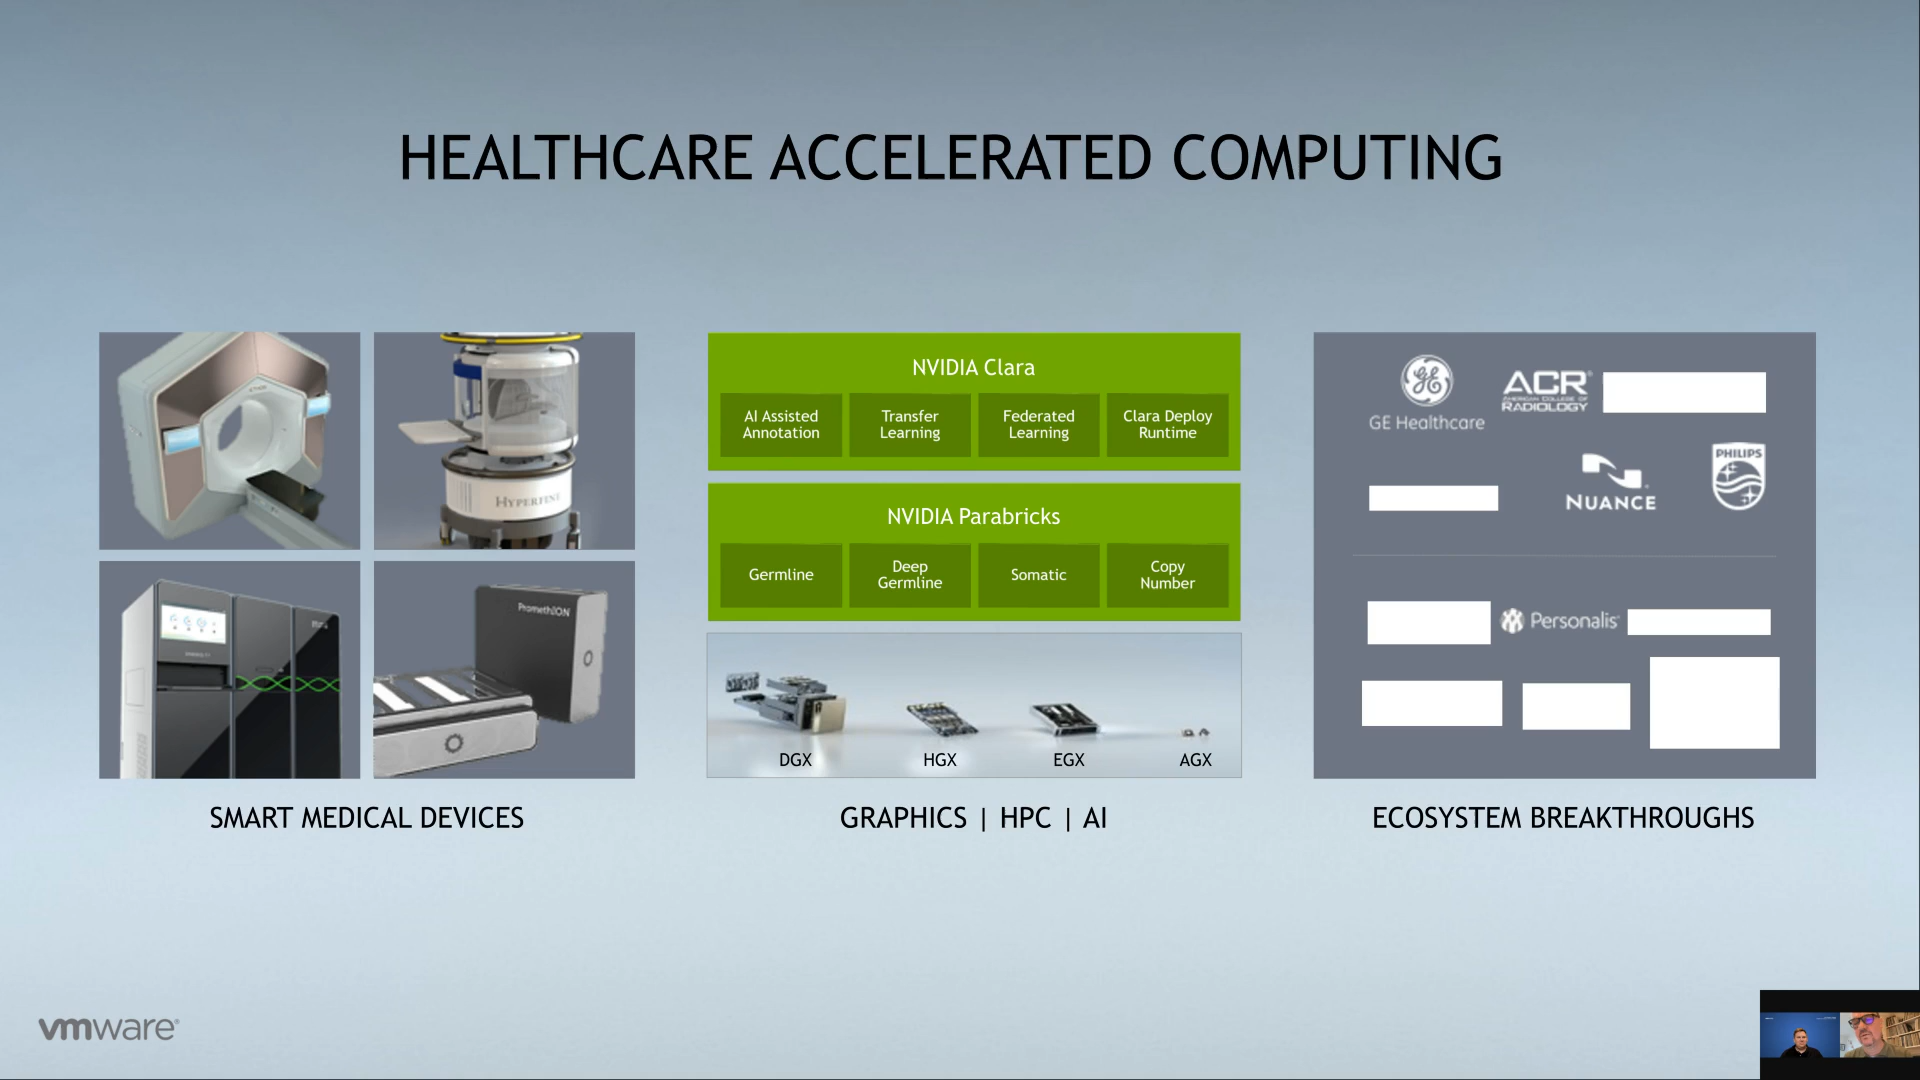 HEALTHCARE ACCELERATED COMPUTING
HYPERFINE
PromethION
SMART MEDICAL DEVICES
NVIDIA Clara
AI Assisted
Annotation
Transfer
Learning
Federated
Learning
Clara Deploy
Runtime
NVIDIA Parabricks
Germline
Deep
Germline
Somatic
Copy
Number
DGX
HGX
EGX
AGX
GRAPHICS | HPC | AI
GE
GE Healthcare
ACR
AMERICAN COLLEGE OF
RADIOLOGY
NUANCE
PHILIPS
Personalis
ECOSYSTEM BREAKTHROUGHS
vmware